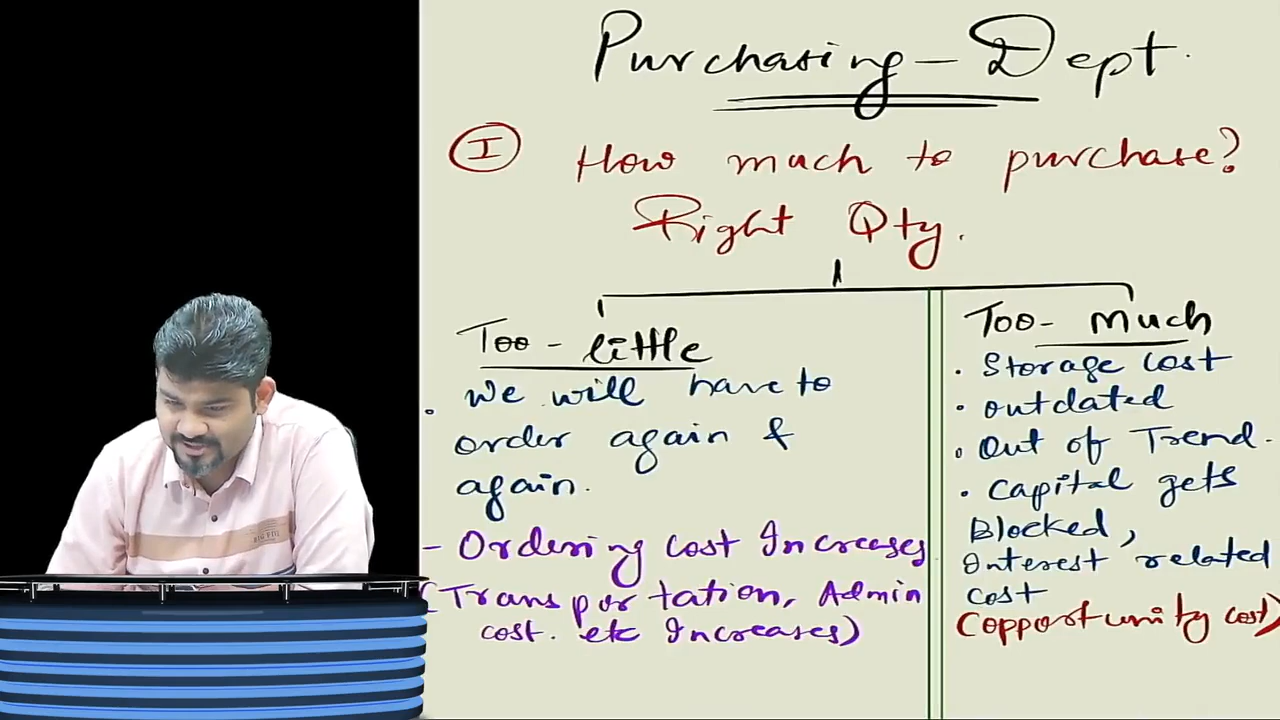 Purchasing - Dept.
I How much to purchase?
Right Qty.
Too - little
. We will have to
order again &
again.
- Ordering cost Increases
(Transportation, Admin
cost. etc Increases)
Too - Much
. Storage cost
. outdated
. Out of Trend.
. Capital gets
Blocked,
Interest related
cost
(opportunity cost)
BIG FIZ